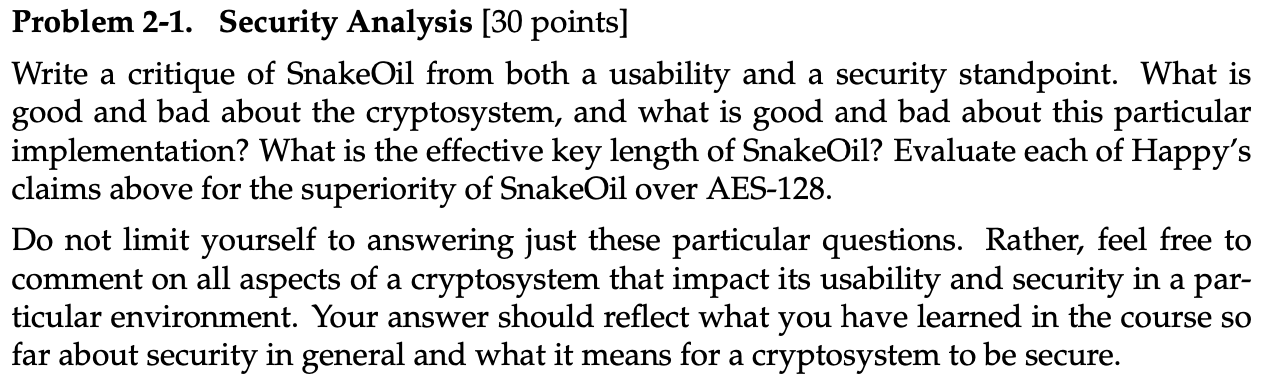 Problem 2-1. Security Analysis [30 points]
Write a critique of SnakeOil from both a usability and a security standpoint. What is
good and bad about the cryptosystem, and what is good and bad about this particular
implementation? What is the effective key length of SnakeOil? Evaluate each of Happy's
claims above for the superiority of SnakeOil over AES-128.
Do not limit yourself to answering just these particular questions. Rather, feel free to
comment on all aspects of a cryptosystem that impact its usability and security in a par-
ticular environment. Your answer should reflect what you have learned in the course so
far about security in general and what it means for a cryptosystem to be secure.